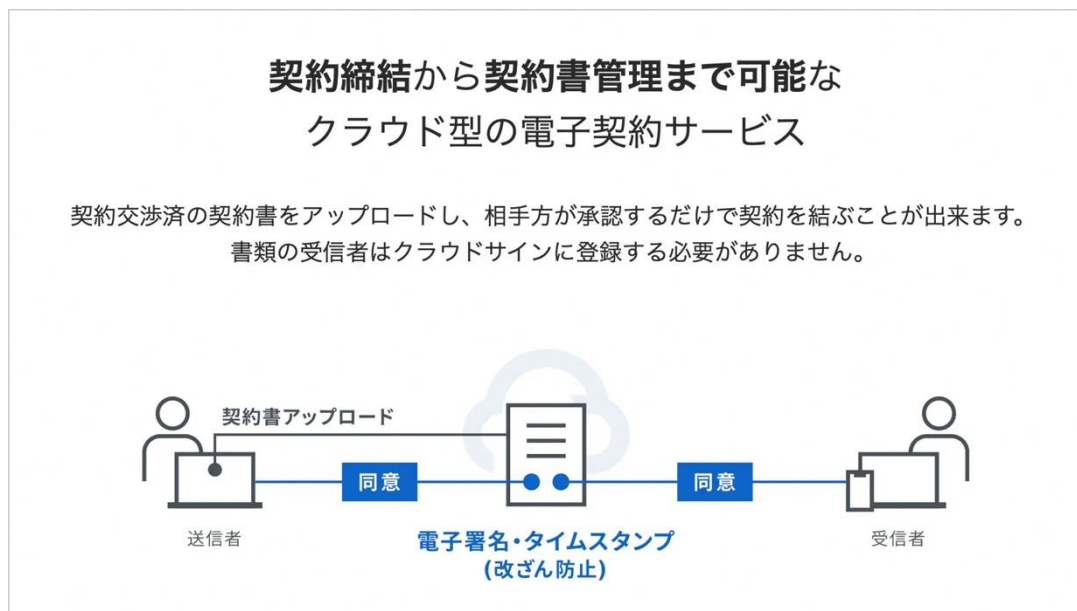 契約締結から契約書管理まで可能な
クラウド型の電子契約サービス
契約交渉済の契約書をアップロードし、相手方が承認するだけで契約を結ぶことが出来ます。
書類の受信者はクラウドサインに登録する必要がありません。
契約書アップロード
同意
同意
送信者
電子署名・タイムスタンプ
(改ざん防止)
受信者